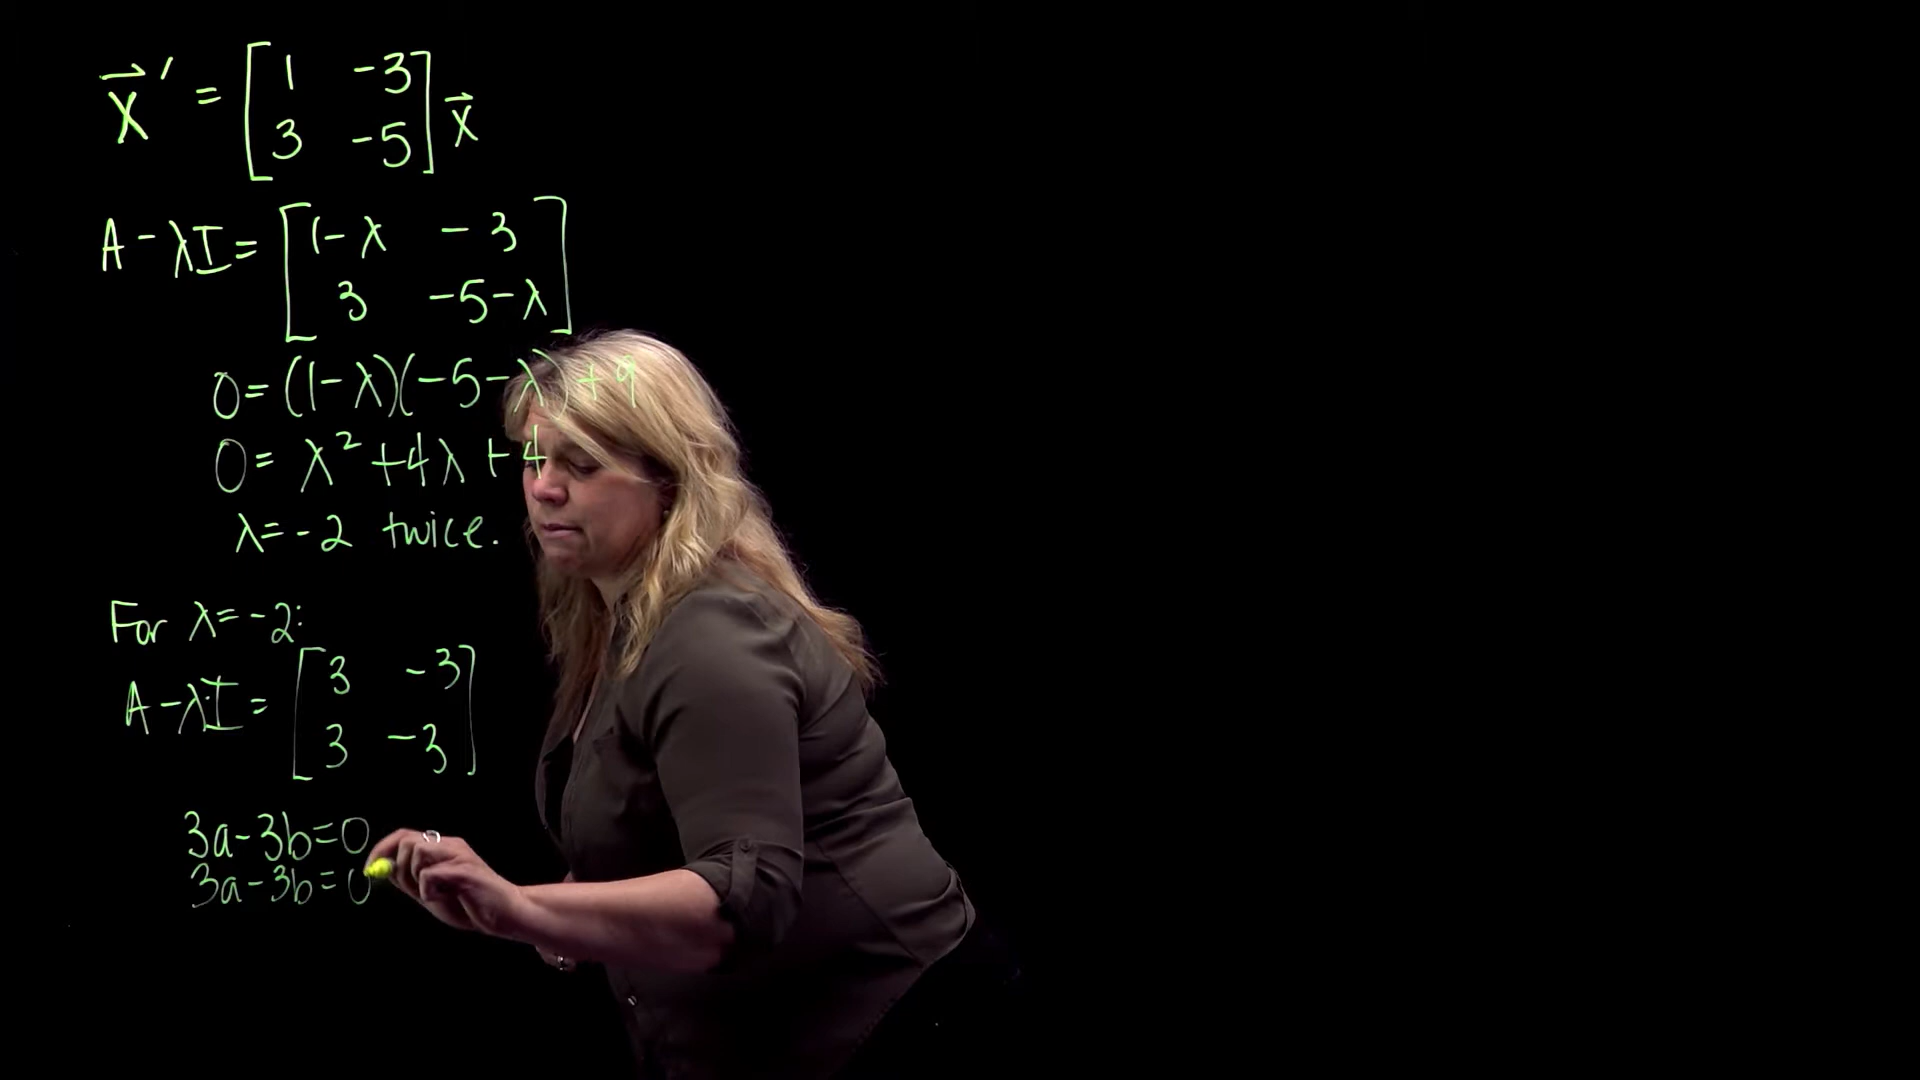 X⃗' = [1 -3
3 -5] X⃗
A - λI = [1-λ -3
3 -5-λ]
0 = (1-λ)(-5-λ) + 9
0 = λ² + 4λ + 4
λ = -2 twice.
For λ = -2:
A - λI = [3 -3
3 -3]
3a - 3b = 0
3a - 3b = 0